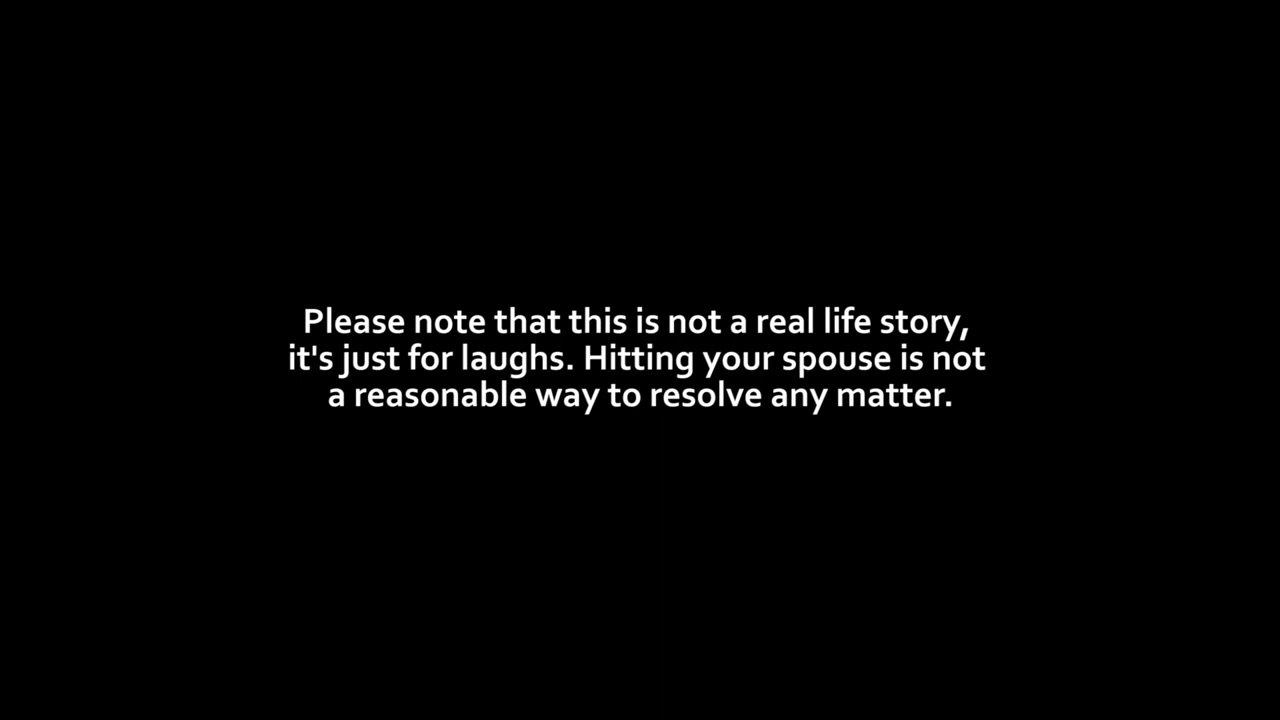 Please note that this is not a real life story,
it's just for laughs. Hitting your spouse is not
a reasonable way to resolve any matter.